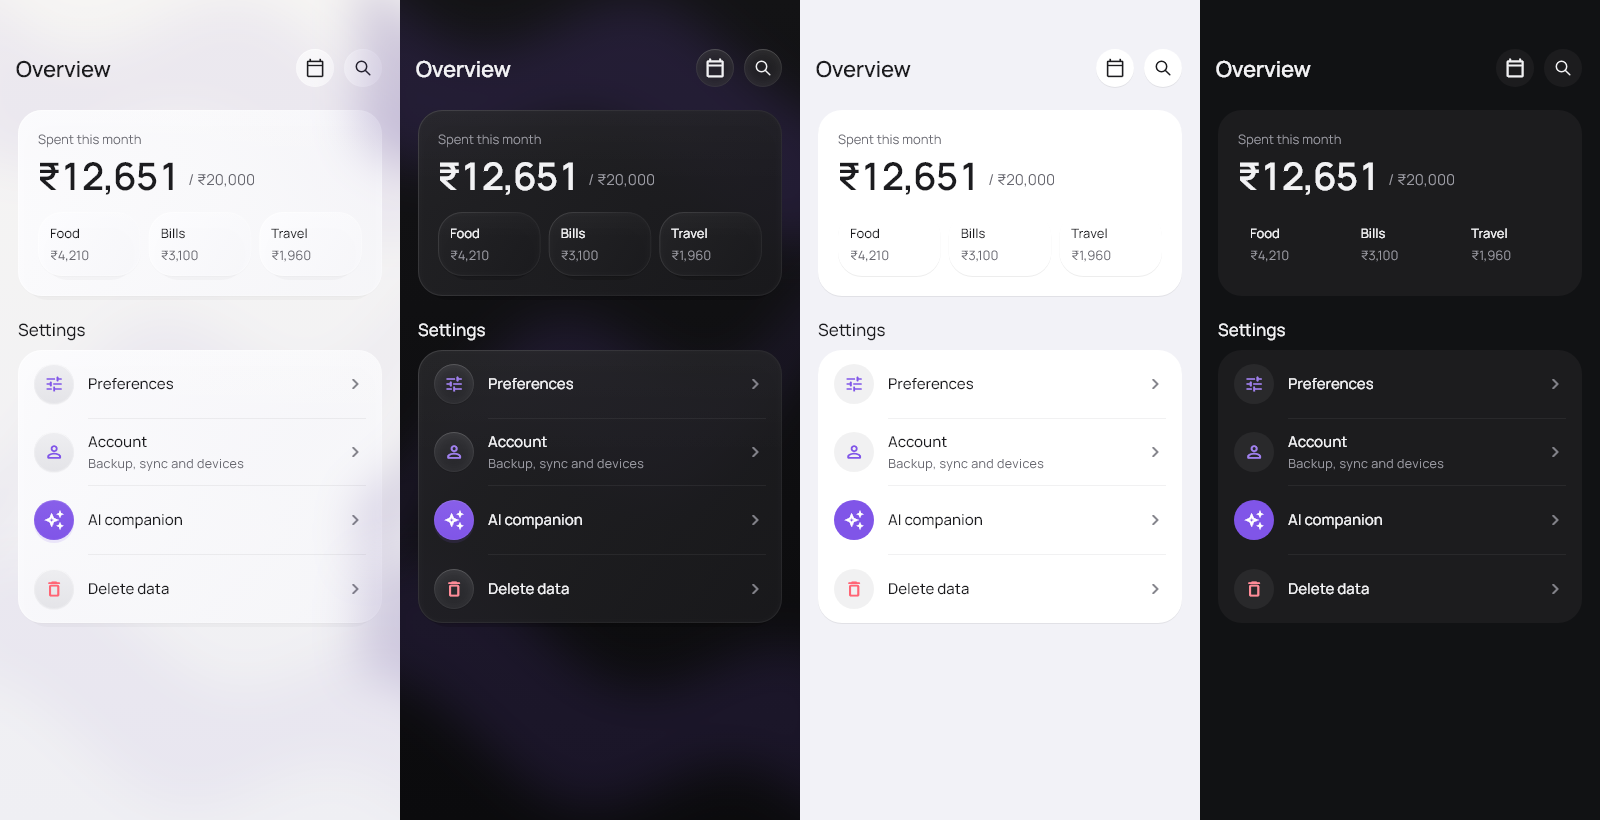 Overview
Spent this month
₹12,651 / ₹20,000
Food Bills Travel
₹4,210 ₹3,100 ₹1,960
Settings
Preferences
Account
Backup, sync and devices
AI companion
Delete data
Overview
Spent this month
₹12,651 / ₹20,000
Food Bills Travel
₹4,210 ₹3,100 ₹1,960
Settings
Preferences
Account
Backup, sync and devices
AI companion
Delete data
Overview
Spent this month
₹12,651 / ₹20,000
Food Bills Travel
₹4,210 ₹3,100 ₹1,960
Settings
Preferences
Account
Backup, sync and devices
AI companion
Delete data
Overview
Spent this month
₹12,651 / ₹20,000
Food Bills Travel
₹4,210 ₹3,100 ₹1,960
Settings
Preferences
Account
Backup, sync and devices
AI companion
Delete data